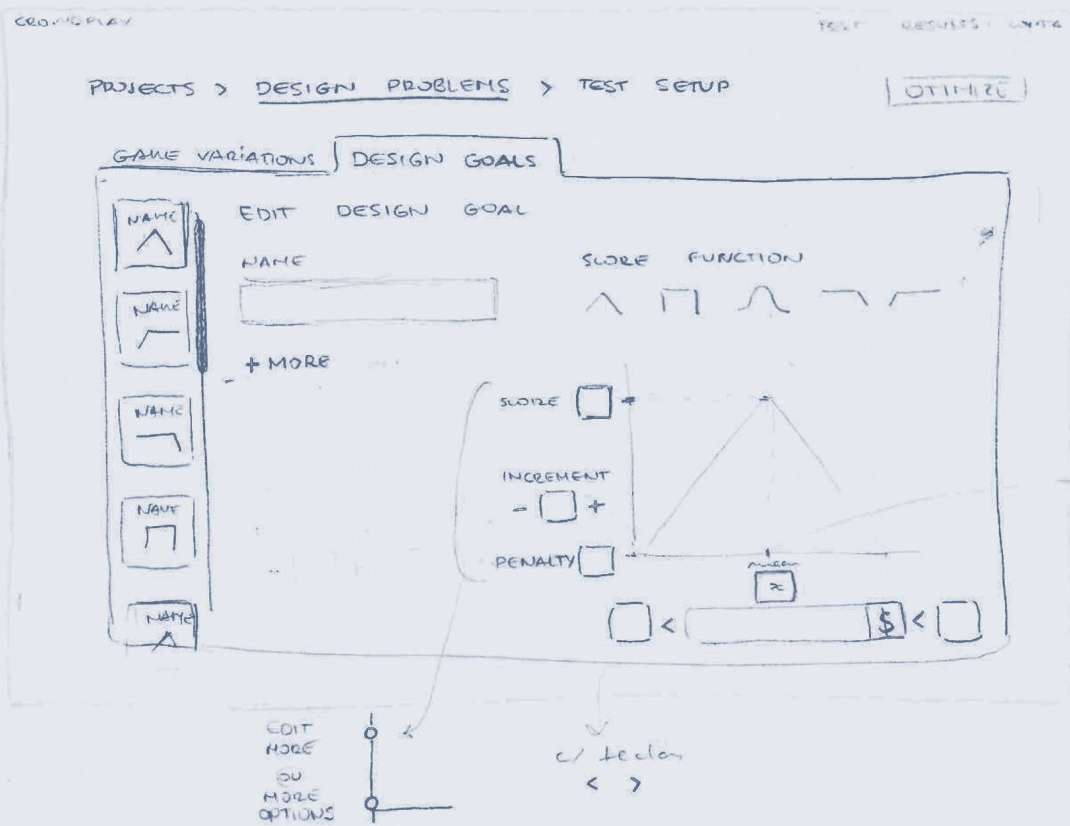 CROWDPLAY
TEST RESULTS
PROJECTS > DESIGN PROBLEMS > TEST SETUP
OTIMIZE
GAME VARIATIONS
DESIGN GOALS
NAME
NAME
NAME
NAME
NAME
EDIT DESIGN GOAL
NAME
+ MORE
SCORE FUNCTION
SCORE
INCREMENT
- +
PENALTY
mean
x
< $ <
EDIT
MORE
OU
MORE
OPTIONS
c/ teclas
< >